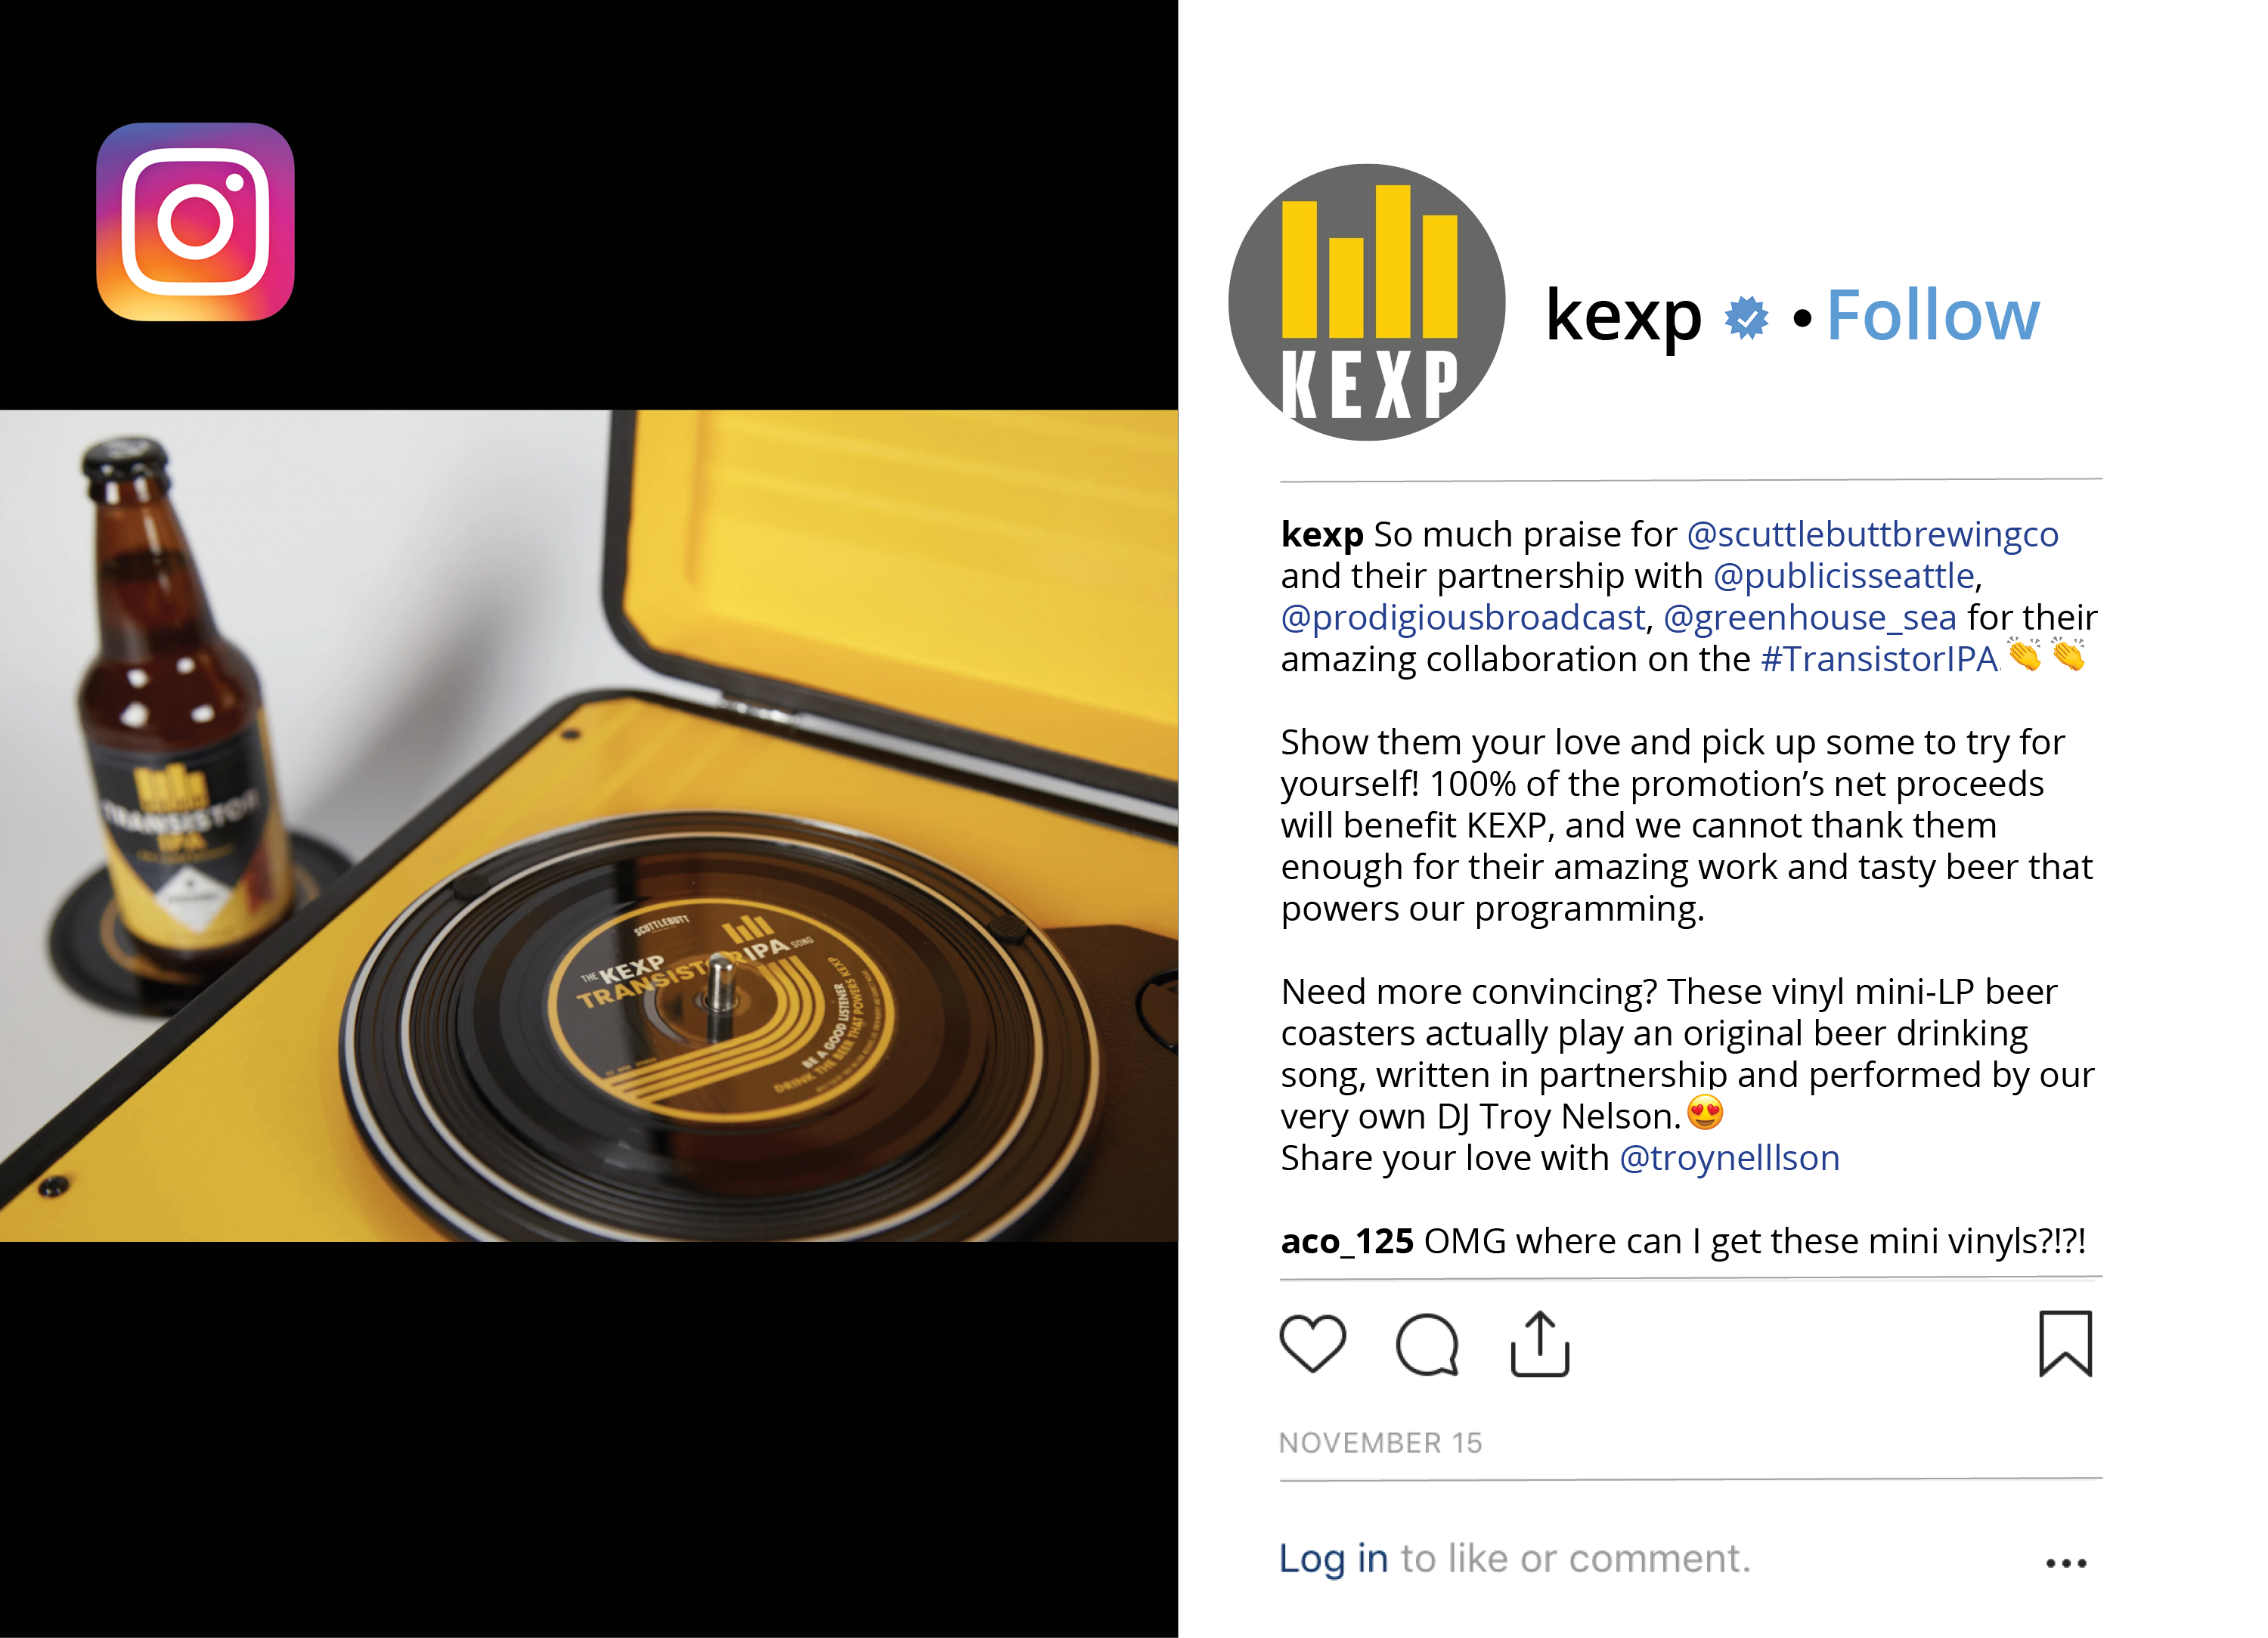 KEXP
kexp • Follow
kexp So much praise for @scuttlebuttbrewingco
and their partnership with @publicisseattle,
@prodigiousbroadcast, @greenhouse_sea for their
amazing collaboration on the #TransistorIPA 👏👏
Show them your love and pick up some to try for
yourself! 100% of the promotion’s net proceeds
will benefit KEXP, and we cannot thank them
enough for their amazing work and tasty beer that
powers our programming.
Need more convincing? These vinyl mini-LP beer
coasters actually play an original beer drinking
song, written in partnership and performed by our
very own DJ Troy Nelson.😍
Share your love with @troynelllson
aco_125 OMG where can I get these mini vinyls?!?!
NOVEMBER 15
Log in to like or comment.
TRANSISTOR
IPA
SCUTTLEBUTT
THE KEXP
TRANSISTOR IPA SONG
BE A GOOD LISTENER
DRINK THE BEER THAT POWERS KEXP